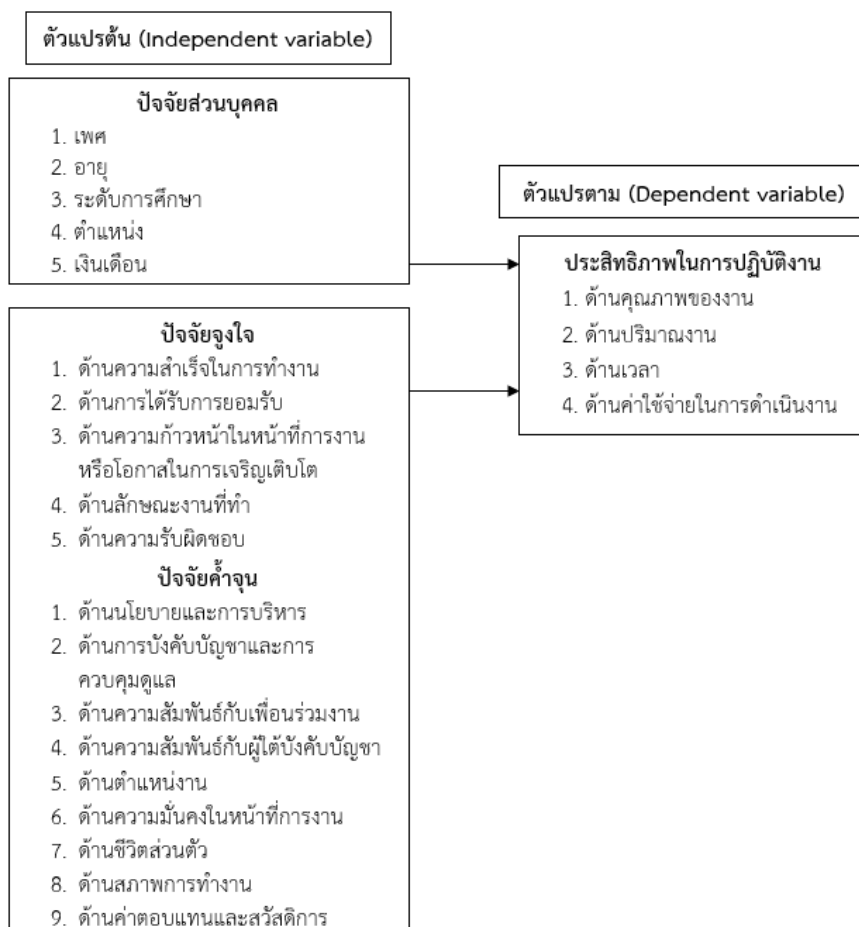 ตัวแปรต้น (Independent variable)
ปัจจัยส่วนบุคคล
1. เพศ
2. อายุ
3. ระดับการศึกษา
4. ตำแหน่ง
5. เงินเดือน
ปัจจัยจูงใจ
1. ด้านความสำเร็จในการทำงาน
2. ด้านการได้รับการยอมรับ
3. ด้านความก้าวหน้าในหน้าที่การงาน
หรือโอกาสในการเจริญเติบโต
4. ด้านลักษณะงานที่ทำ
5. ด้านความรับผิดชอบ
ปัจจัยค้ำจุน
1. ด้านนโยบายและการบริหาร
2. ด้านการบังคับบัญชาและการ
ควบคุมดูแล
3. ด้านความสัมพันธ์กับเพื่อนร่วมงาน
4. ด้านความสัมพันธ์กับผู้ใต้บังคับบัญชา
5. ด้านตำแหน่งาน
6. ด้านความมั่นคงในหน้าที่การงาน
7. ด้านชีวิตส่วนตัว
8. ด้านสภาพการทำงาน
9. ด้านค่าตอบแทนและสวัสดิการ
ตัวแปรตาม (Dependent variable)
ประสิทธิภาพในการปฏิบัติงาน
1. ด้านคุณภาพของงาน
2. ด้านปริมาณงาน
3. ด้านเวลา
4. ด้านค่าใช้จ่ายในการดำเนินงาน